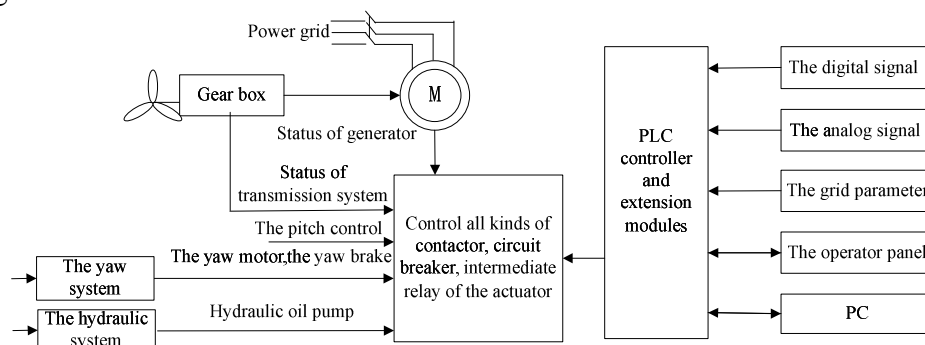 Power grid
Gear box
M
Status of generator
Status of
transmission system
The pitch control
The yaw motor,the yaw brake
The yaw
system
Hydraulic oil pump
The hydraulic
system
Control all kinds of
contactor, circuit
breaker, intermediate
relay of the actuator
PLC
controller
and
extension
modules
The digital signal
The analog signal
The grid parameter
The operator panel
PC